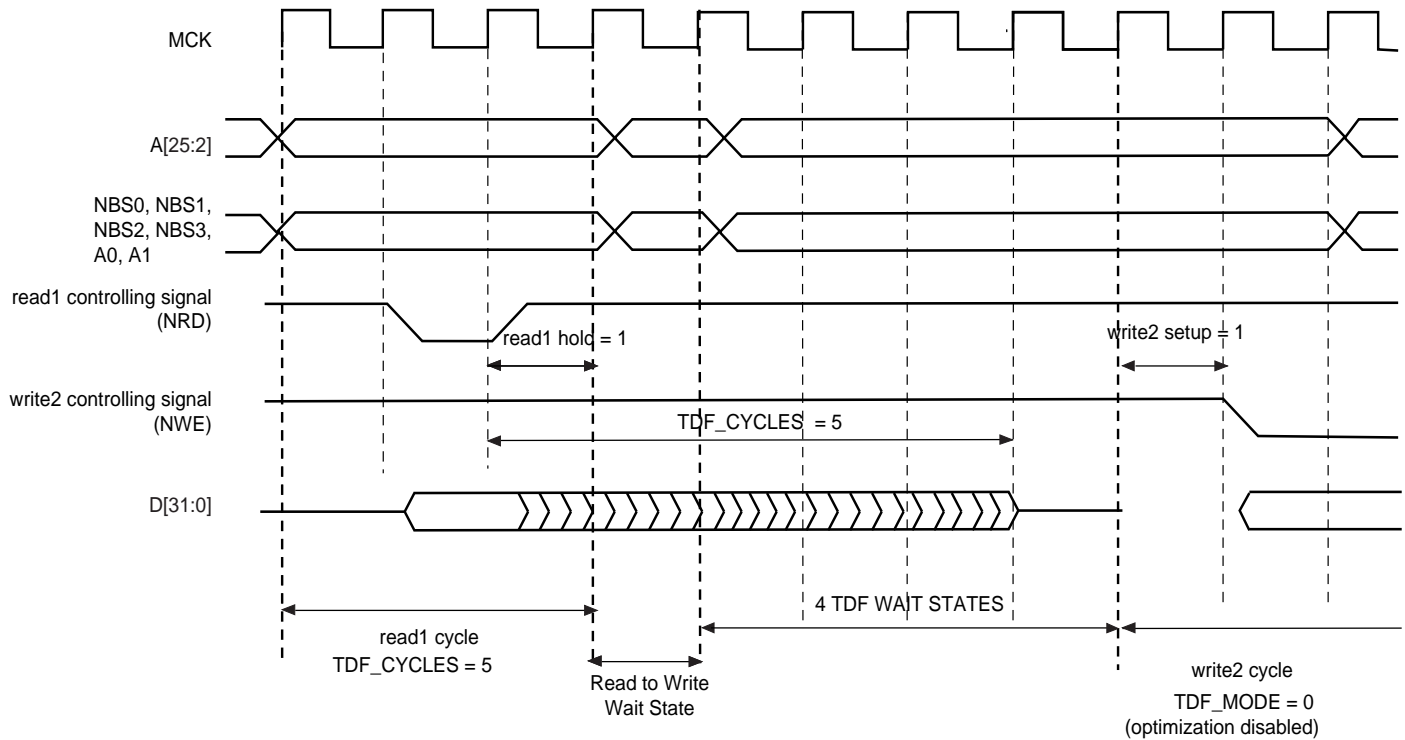 MCK
A[25:2]
NBS0, NBS1,
NBS2, NBS3,
A0, A1
read1 controlling signal
(NRD)
read1 hold = 1
write2 setup = 1
write2 controlling signal
(NWE)
TDF_CYCLES = 5
D[31:0]
4 TDF WAIT STATES
read1 cycle
TDF_CYCLES = 5
Read to Write
Wait State
write2 cycle
TDF_MODE = 0
(optimization disabled)